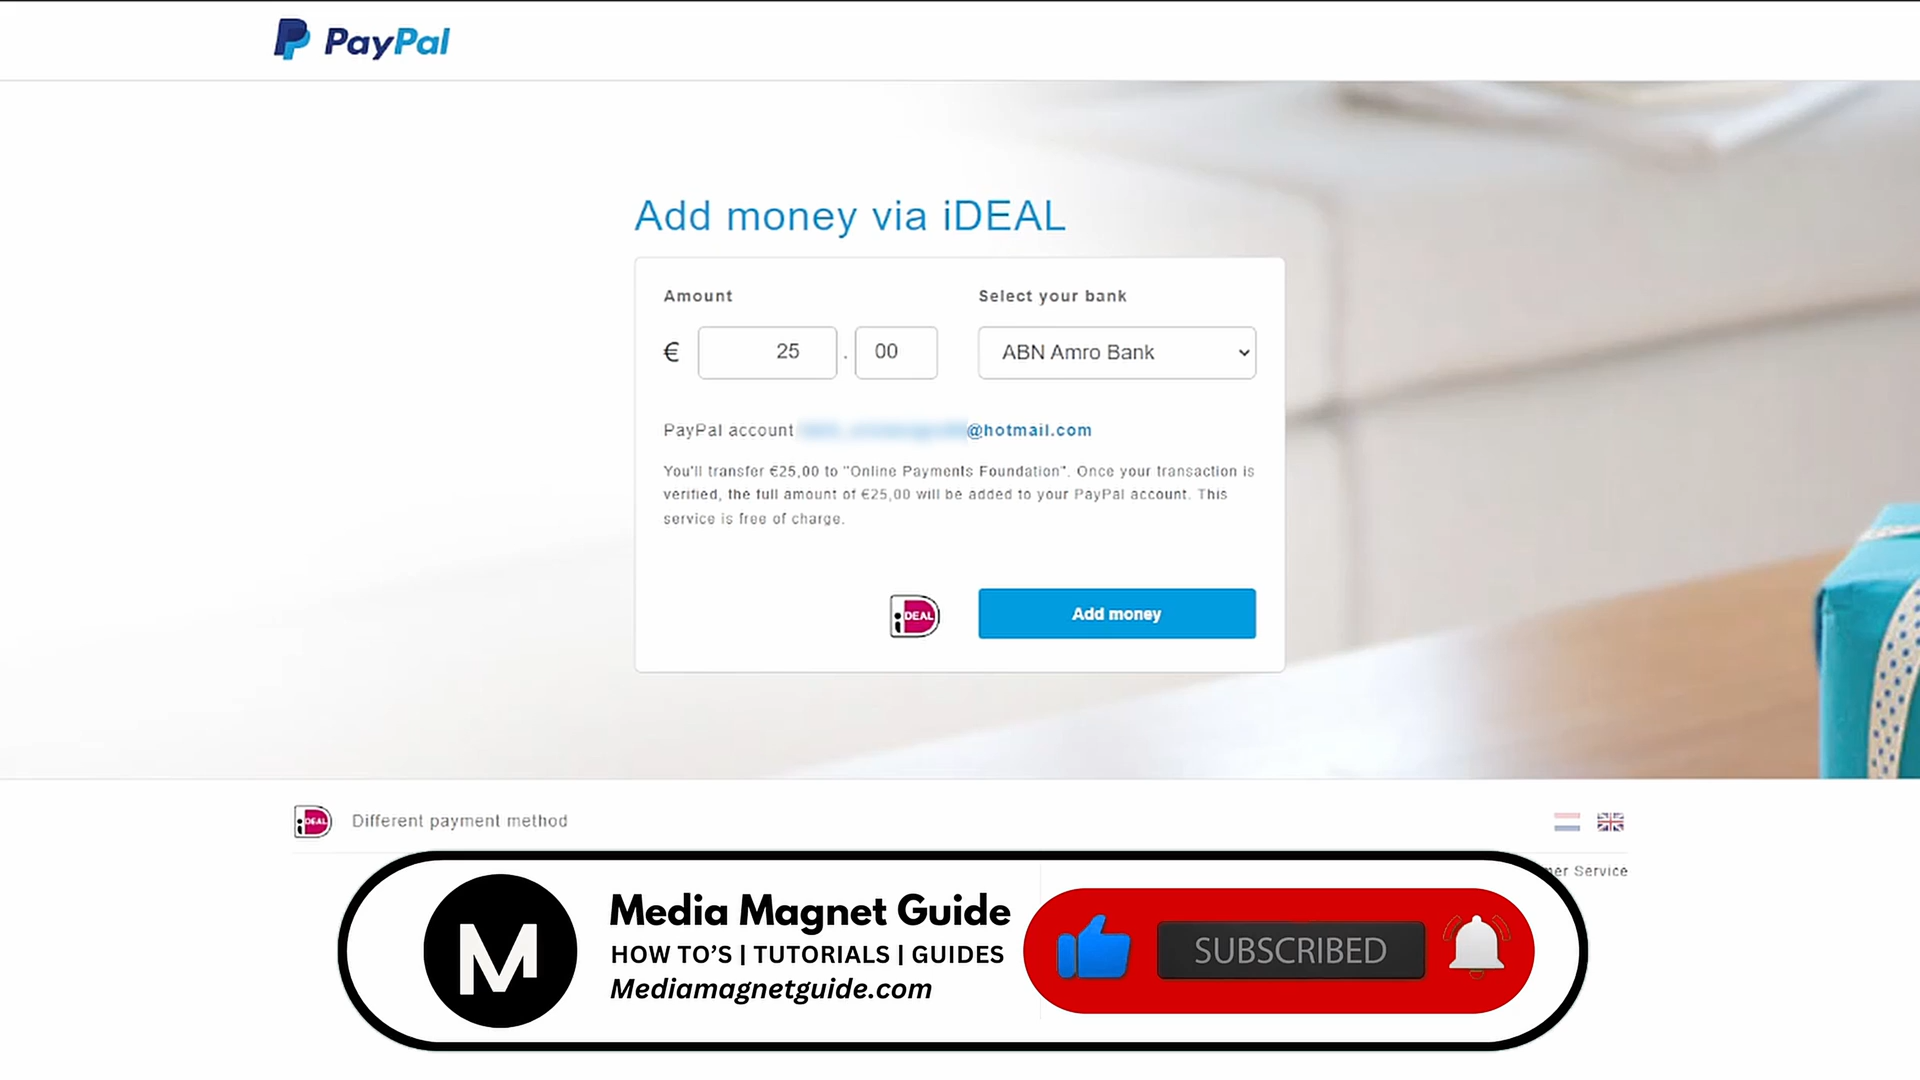 PayPal
Add money via iDEAL
Amount
Select your bank
€ 25 . 00
ABN Amro Bank
PayPal account @hotmail.com
You'll transfer €25,00 to "Online Payments Foundation". Once your transaction is
verified, the full amount of €25,00 will be added to your PayPal account. This
service is free of charge.
iDEAL
Add money
iDEAL
Different payment method
mer Service
M
Media Magnet Guide
HOW TO'S | TUTORIALS | GUIDES
Mediamagnetguide.com
SUBSCRIBED